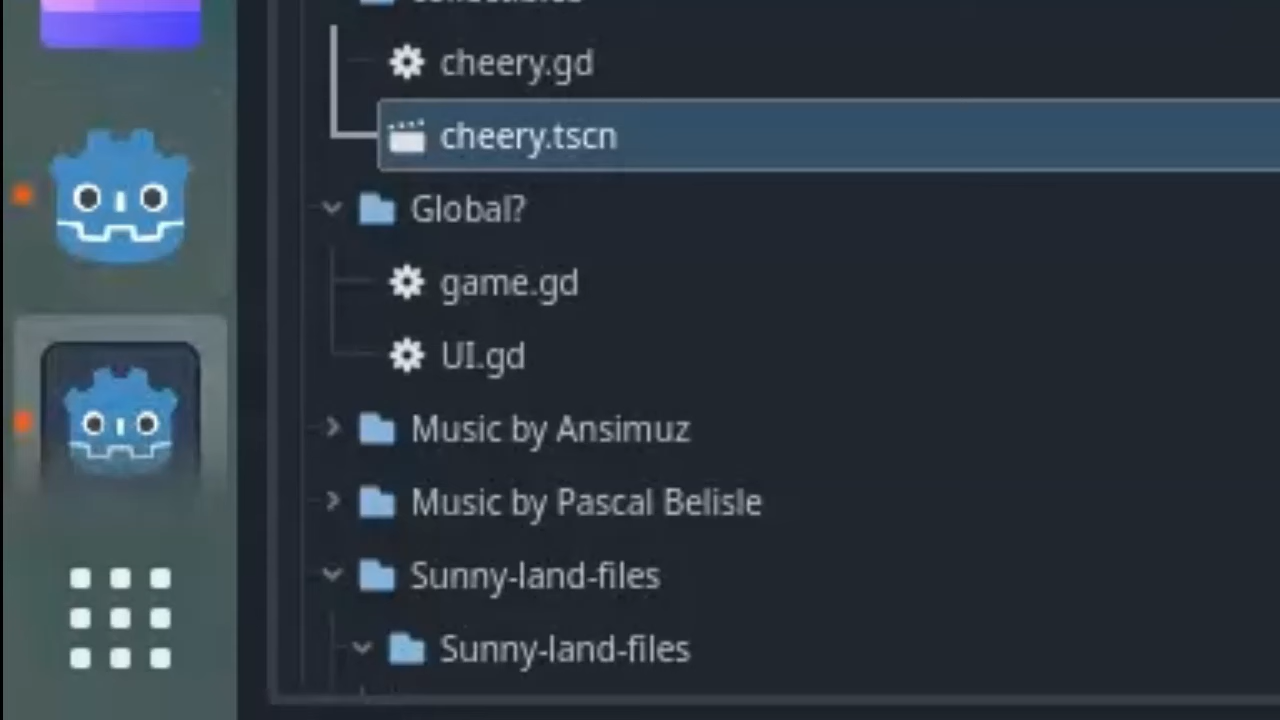 cheery.gd
cheery.tscn
Global?
game.gd
UI.gd
Music by Ansimuz
Music by Pascal Belisle
Sunny-land-files
Sunny-land-files